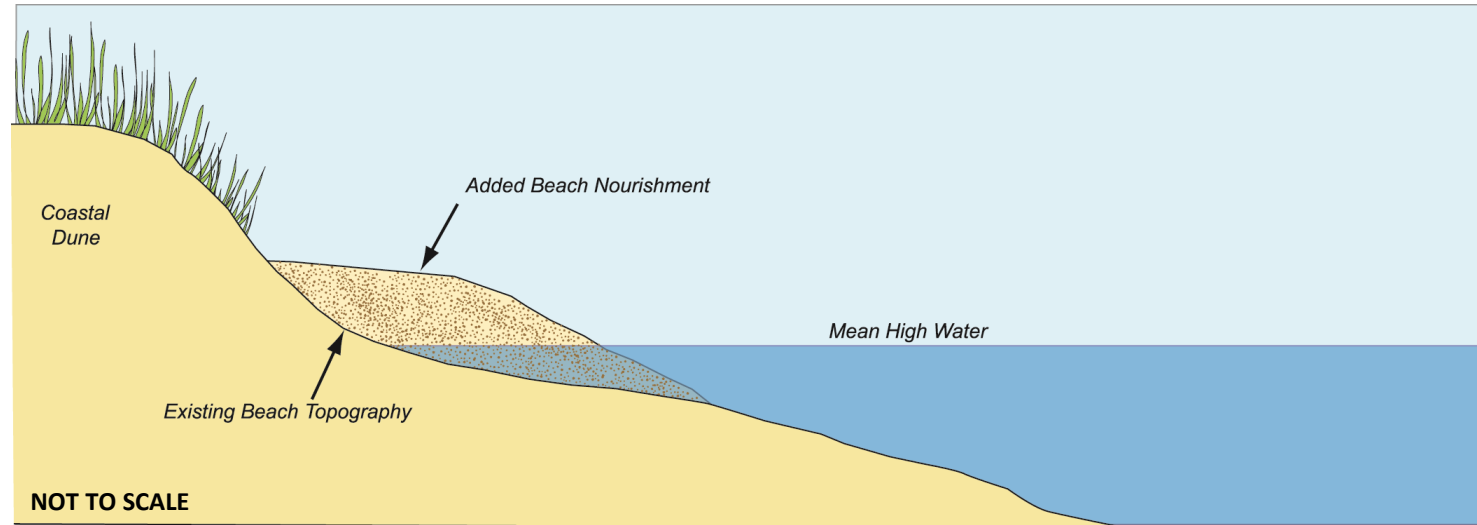 Added Beach Nourishment
Coastal
Dune
Mean High Water
Existing Beach Topography
NOT TO SCALE